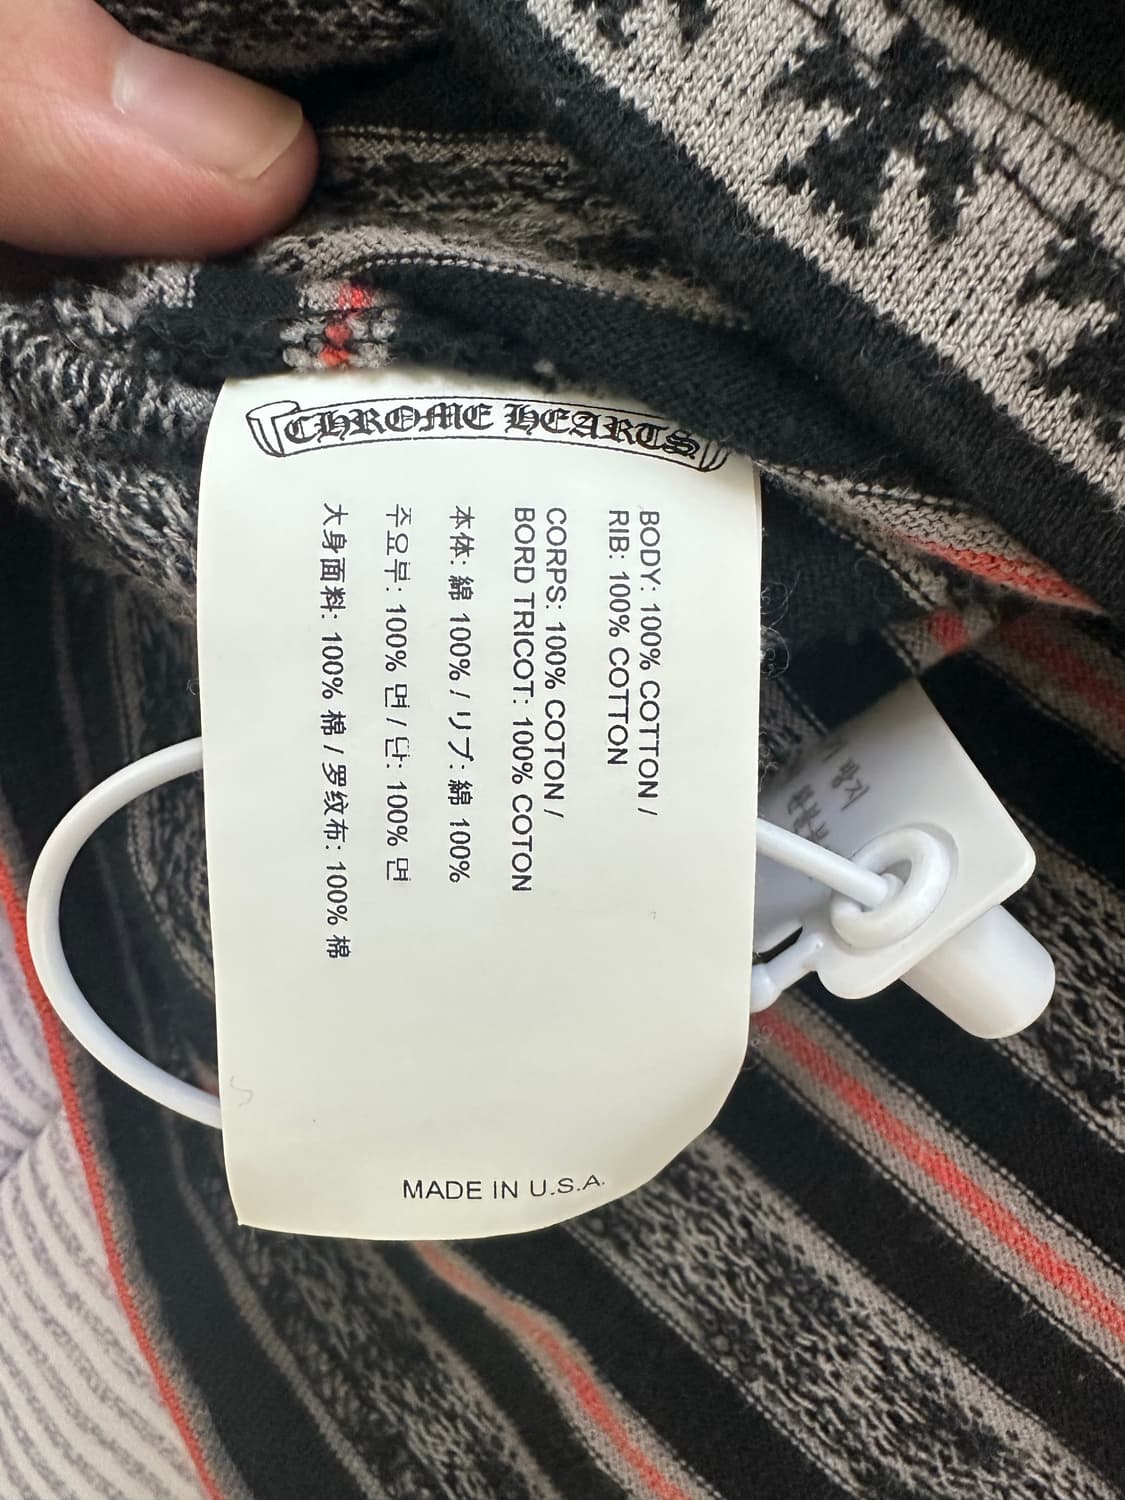 CHROME HEARTS
BODY: 100% COTTON /
RIB: 100% COTTON
CORPS: 100% COTON /
BORD TRICOT: 100% COTON
本体: 綿 100% / リブ: 綿 100%
주요부: 100% 면 / 단: 100% 면
大身面料: 100% 棉 / 罗纹布: 100% 棉
MADE IN U.S.A.
방지